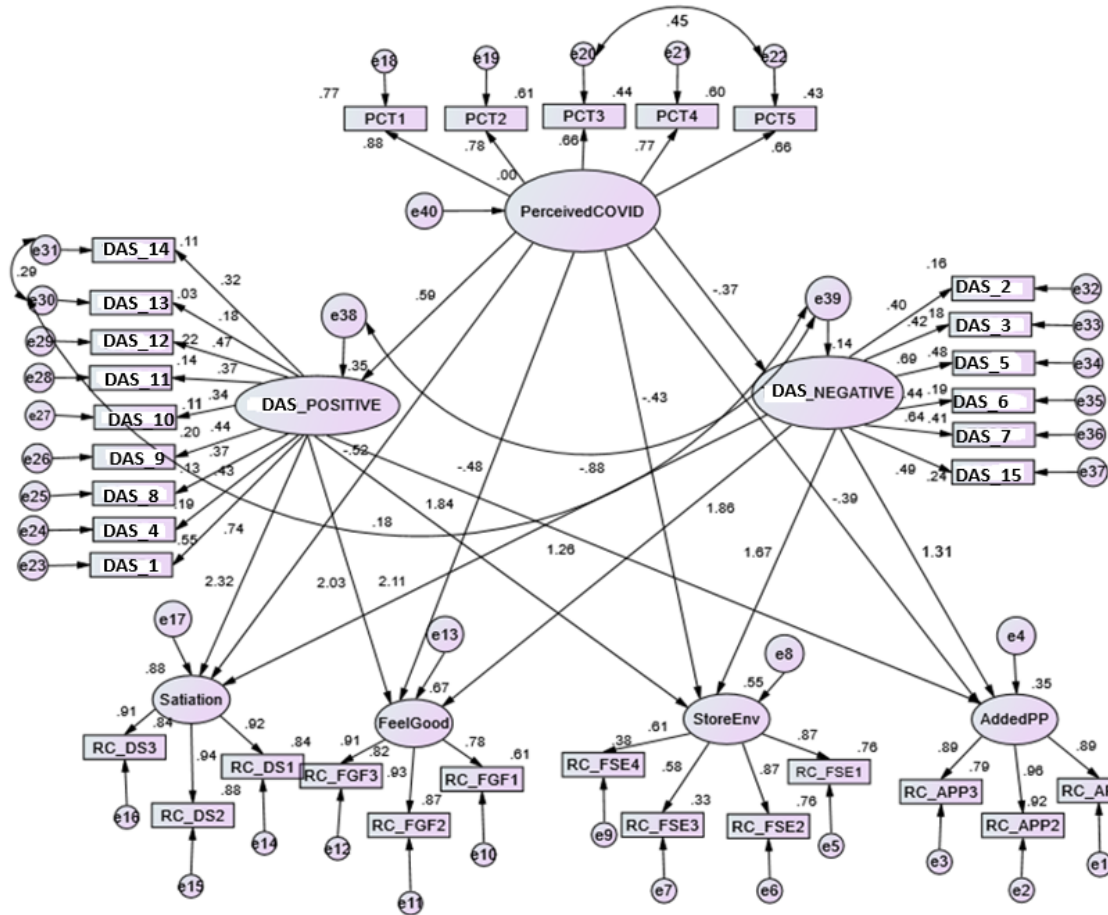 .45
e18
e19
e20
e21
e22
.77
.61
.44
.60
.43
PCT1
PCT2
PCT3
PCT4
PCT5
.88
.78
.66
.77
.66
.00
e40
PerceivedCOVID
e31
DAS_14
.11
.29
e30
DAS_13
.03
.32
.18
e29
DAS_12
.22
.47
e28
DAS_11
.14
.37
e27
DAS_10
.11
.34
e26
DAS_9
.20
.44
e25
DAS_8
.13
.37
e24
DAS_4
.19
.43
e23
DAS_1
.55
.74
e38
.59
.35
DAS_POSITIVE
-.37
e39
.14
DAS_NEGATIVE
.16
DAS_2
e32
.40
.18
DAS_3
e33
.42
.48
DAS_5
e34
.69
.19
DAS_6
e35
.44
.41
DAS_7
e36
.64
.24
DAS_15
e37
.49
-.43
-.52
-.48
-.88
-.39
1.84
1.86
.18
1.26
1.67
1.31
2.32
2.03
2.11
e17
e13
e8
e4
.88
.67
.55
.35
Satiation
FeelGood
StoreEnv
AddedPP
.91
.84
.94
.92
.84
RC_DS3
RC_DS2
.88
RC_DS1
e16
e15
e14
.91
.82
.93
.78
.61
RC_FGF3
RC_FGF2
.87
RC_FGF1
e12
e11
e10
.61
.38
.58
.87
.87
.76
RC_FSE4
RC_FSE3
.33
RC_FSE2
.76
RC_FSE1
e9
e7
e6
e5
.89
.79
.96
.89
RC_APP3
RC_APP2
.92
e3
e2
e1